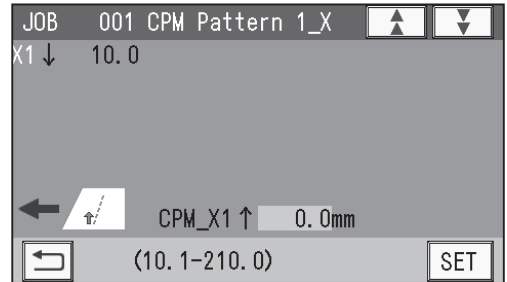 JOB 001 CPM Pattern 1_X
X1↓ 10.0
CPM_X1↑ 0.0mm
(10.1-210.0) SET